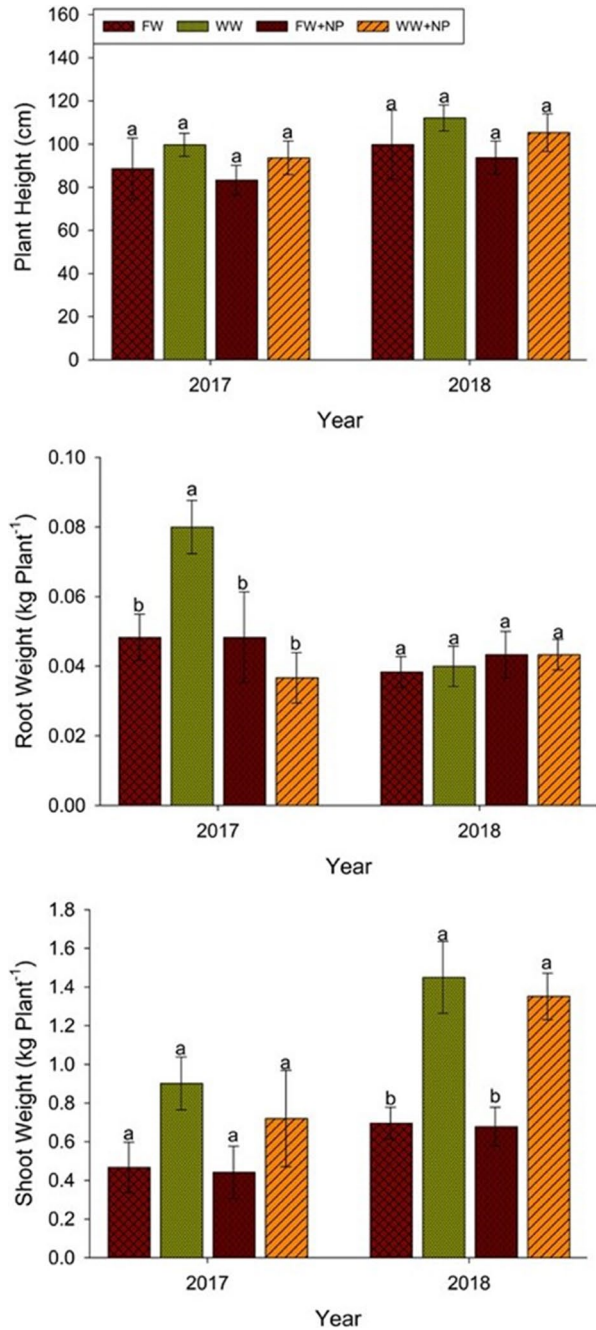 160
FW WW FW+NP WW+NP
140
120
100
80
60
40
20
0
Plant Height (cm)
a a a a a a a a
2017 2018
Year
0.10
0.08
0.06
0.04
0.02
0.00
Root Weight (kg Plant⁻¹)
b a b b a a a a
2017 2018
Year
1.8
1.6
1.4
1.2
1.0
0.8
0.6
0.4
0.2
0.0
Shoot Weight (kg Plant⁻¹)
a a a a b a b a
2017 2018
Year